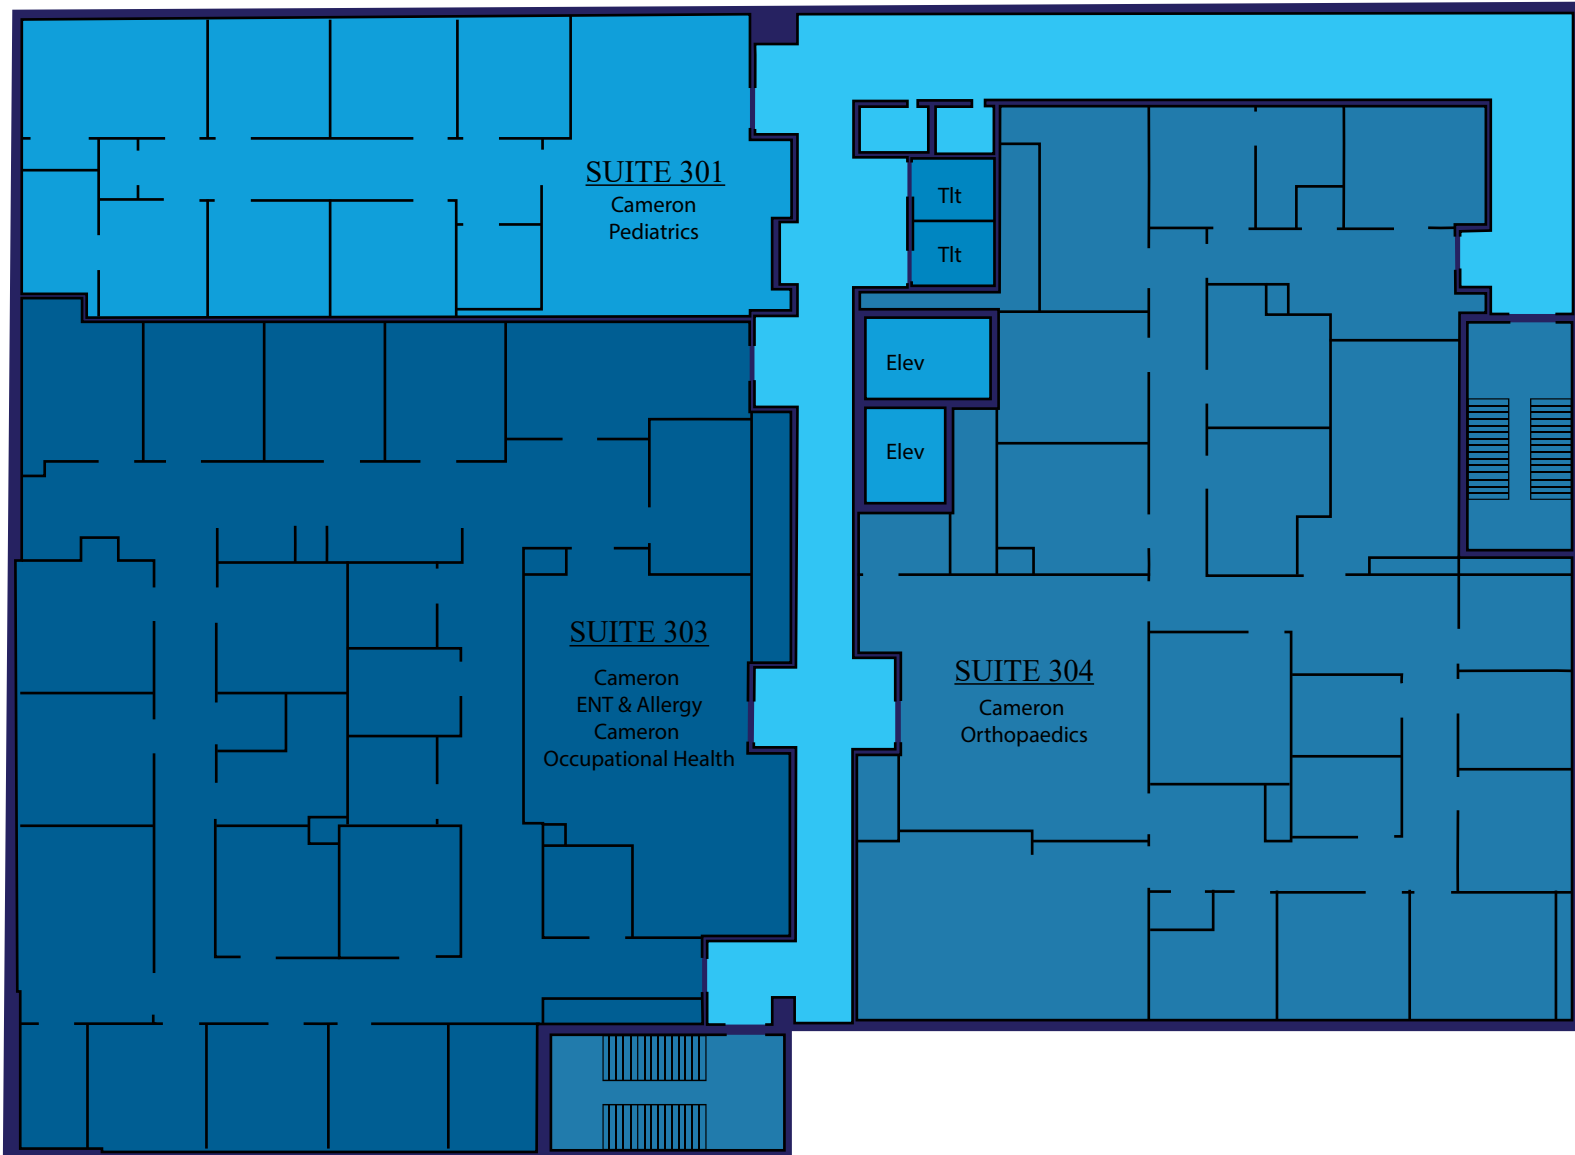 SUITE 301
Cameron
Pediatrics
Tlt
Tlt
Elev
Elev
SUITE 303
Cameron
ENT & Allergy
Cameron
Occupational Health
SUITE 304
Cameron
Orthopaedics